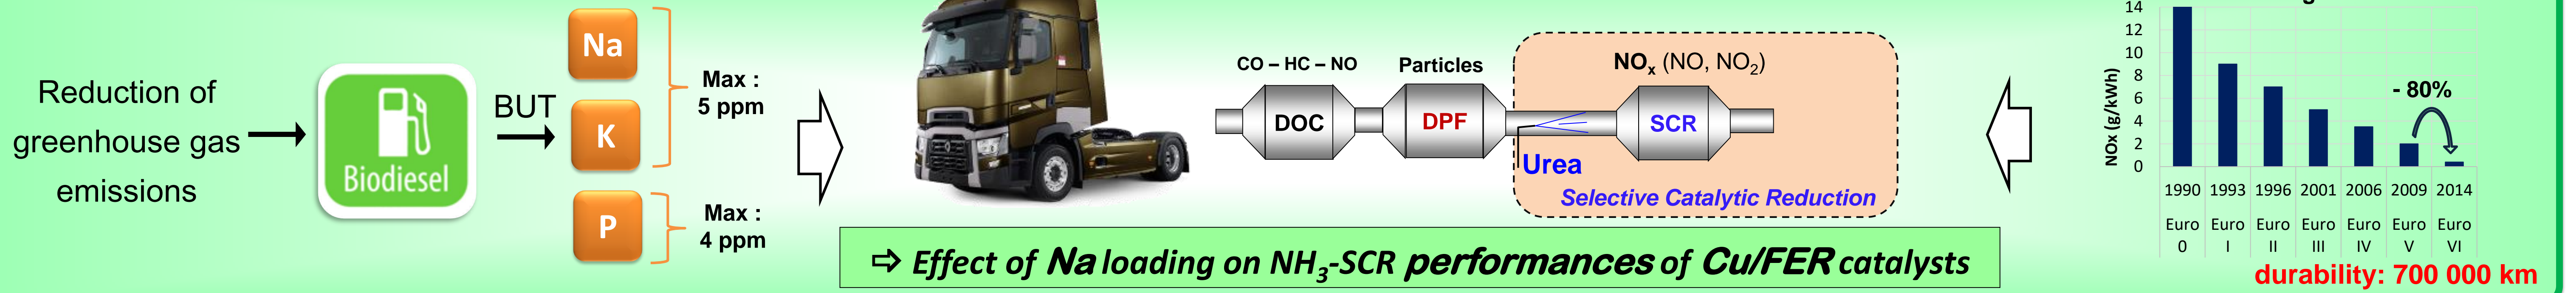 Reduction of
greenhouse gas
emissions
Biodiesel
BUT
Na
K
P
Max :
5 ppm
Max :
4 ppm
CO – HC – NO
Particles
NOx (NO, NO2)
DOC
DPF
SCR
Urea
Selective Catalytic Reduction
⇨ Effect of Na loading on NH3-SCR performances of Cu/FER catalysts
NOx (g/kWh)
14
12
10
8
6
4
2
0
- 80%
1990 1993 1996 2001 2006 2009 2014
Euro Euro Euro Euro Euro Euro Euro
0 I II III IV V VI
durability: 700 000 km